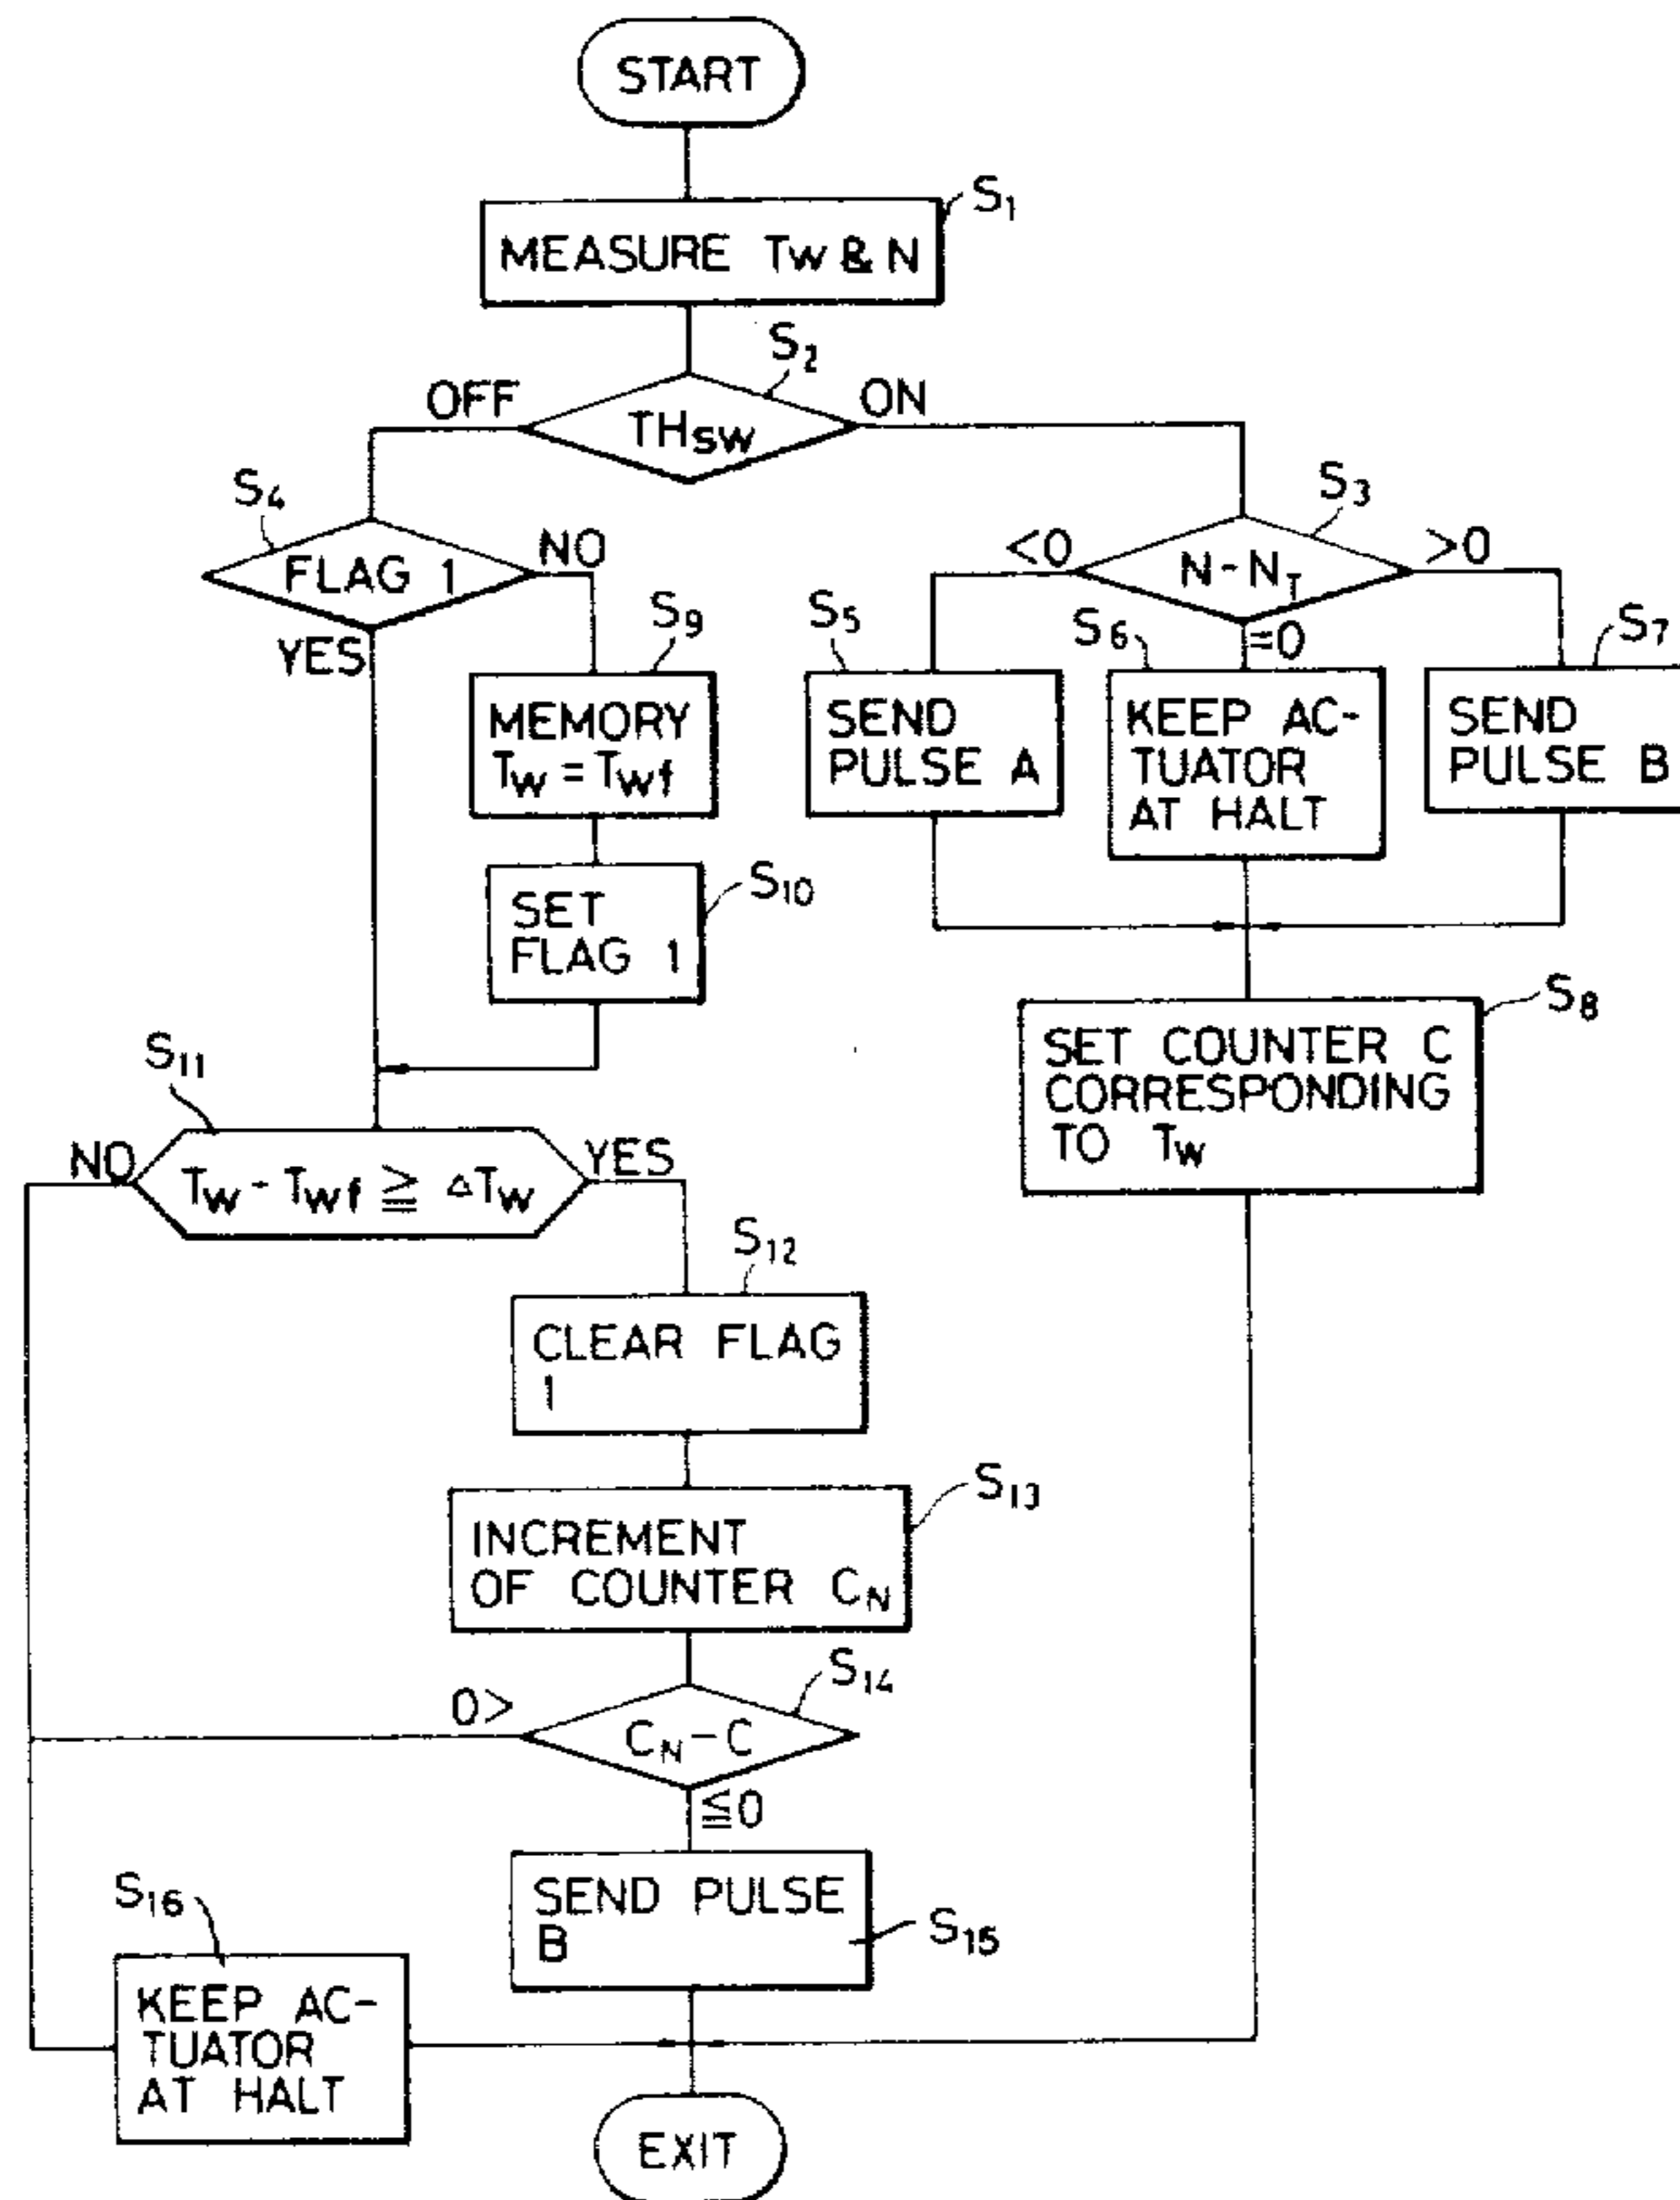 START
S1
MEASURE Tw & N
S2
OFF
THsw
ON
S4
FLAG 1
NO
YES
S3
<0
N-NT
>0
=0
S9
MEMORY
Tw = Twf
S5
SEND
PULSE A
S6
KEEP AC-
TUATOR
AT HALT
S7
SEND
PULSE B
S10
SET
FLAG 1
S8
SET COUNTER C
CORRESPONDING
TO Tw
S11
NO
Tw - Twf ≧ ΔTw
YES
S12
CLEAR FLAG
1
S13
INCREMENT
OF COUNTER CN
S14
0>
CN-C
≦0
SEND PULSE
B
S15
S16
KEEP AC-
TUATOR
AT HALT
EXIT